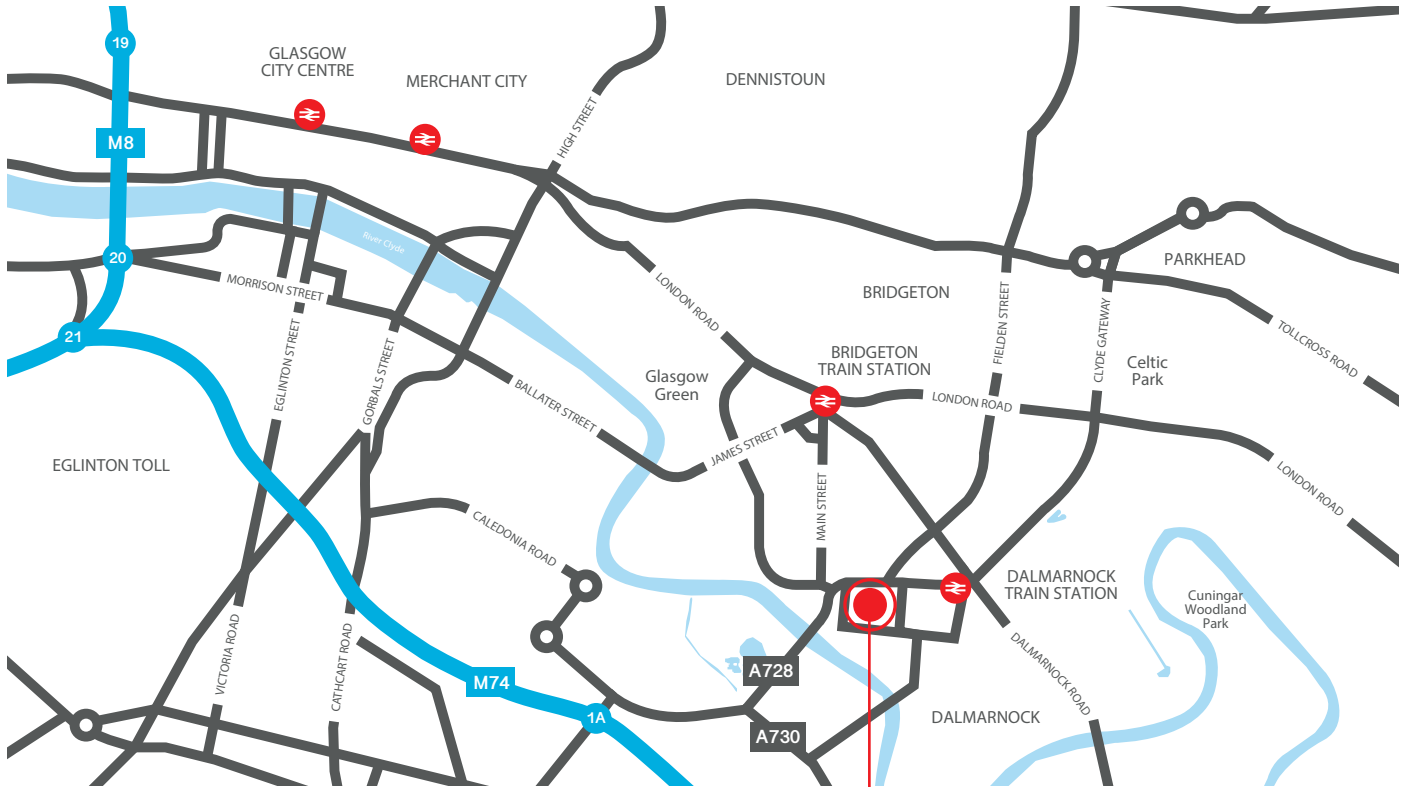 19
GLASGOW
CITY CENTRE
MERCHANT CITY
DENNISTOUN
HIGH STREET
M8
River Clyde
20
PARKHEAD
MORRISON STREET
LONDON ROAD
BRIDGETON
FIELDEN STREET
CLYDE GATEWAY
TOLLCROSS ROAD
21
EGLINTON STREET
GORBALS STREET
BALLATER STREET
Glasgow
Green
BRIDGETON
TRAIN STATION
Celtic
Park
LONDON ROAD
JAMES STREET
EGLINTON TOLL
MAIN STREET
LONDON ROAD
CALEDONIA ROAD
DALMARNOCK
TRAIN STATION
Cuningar
Woodland
Park
VICTORIA ROAD
CATHCART ROAD
DALMARNOCK ROAD
A728
M74
1A
DALMARNOCK
A730